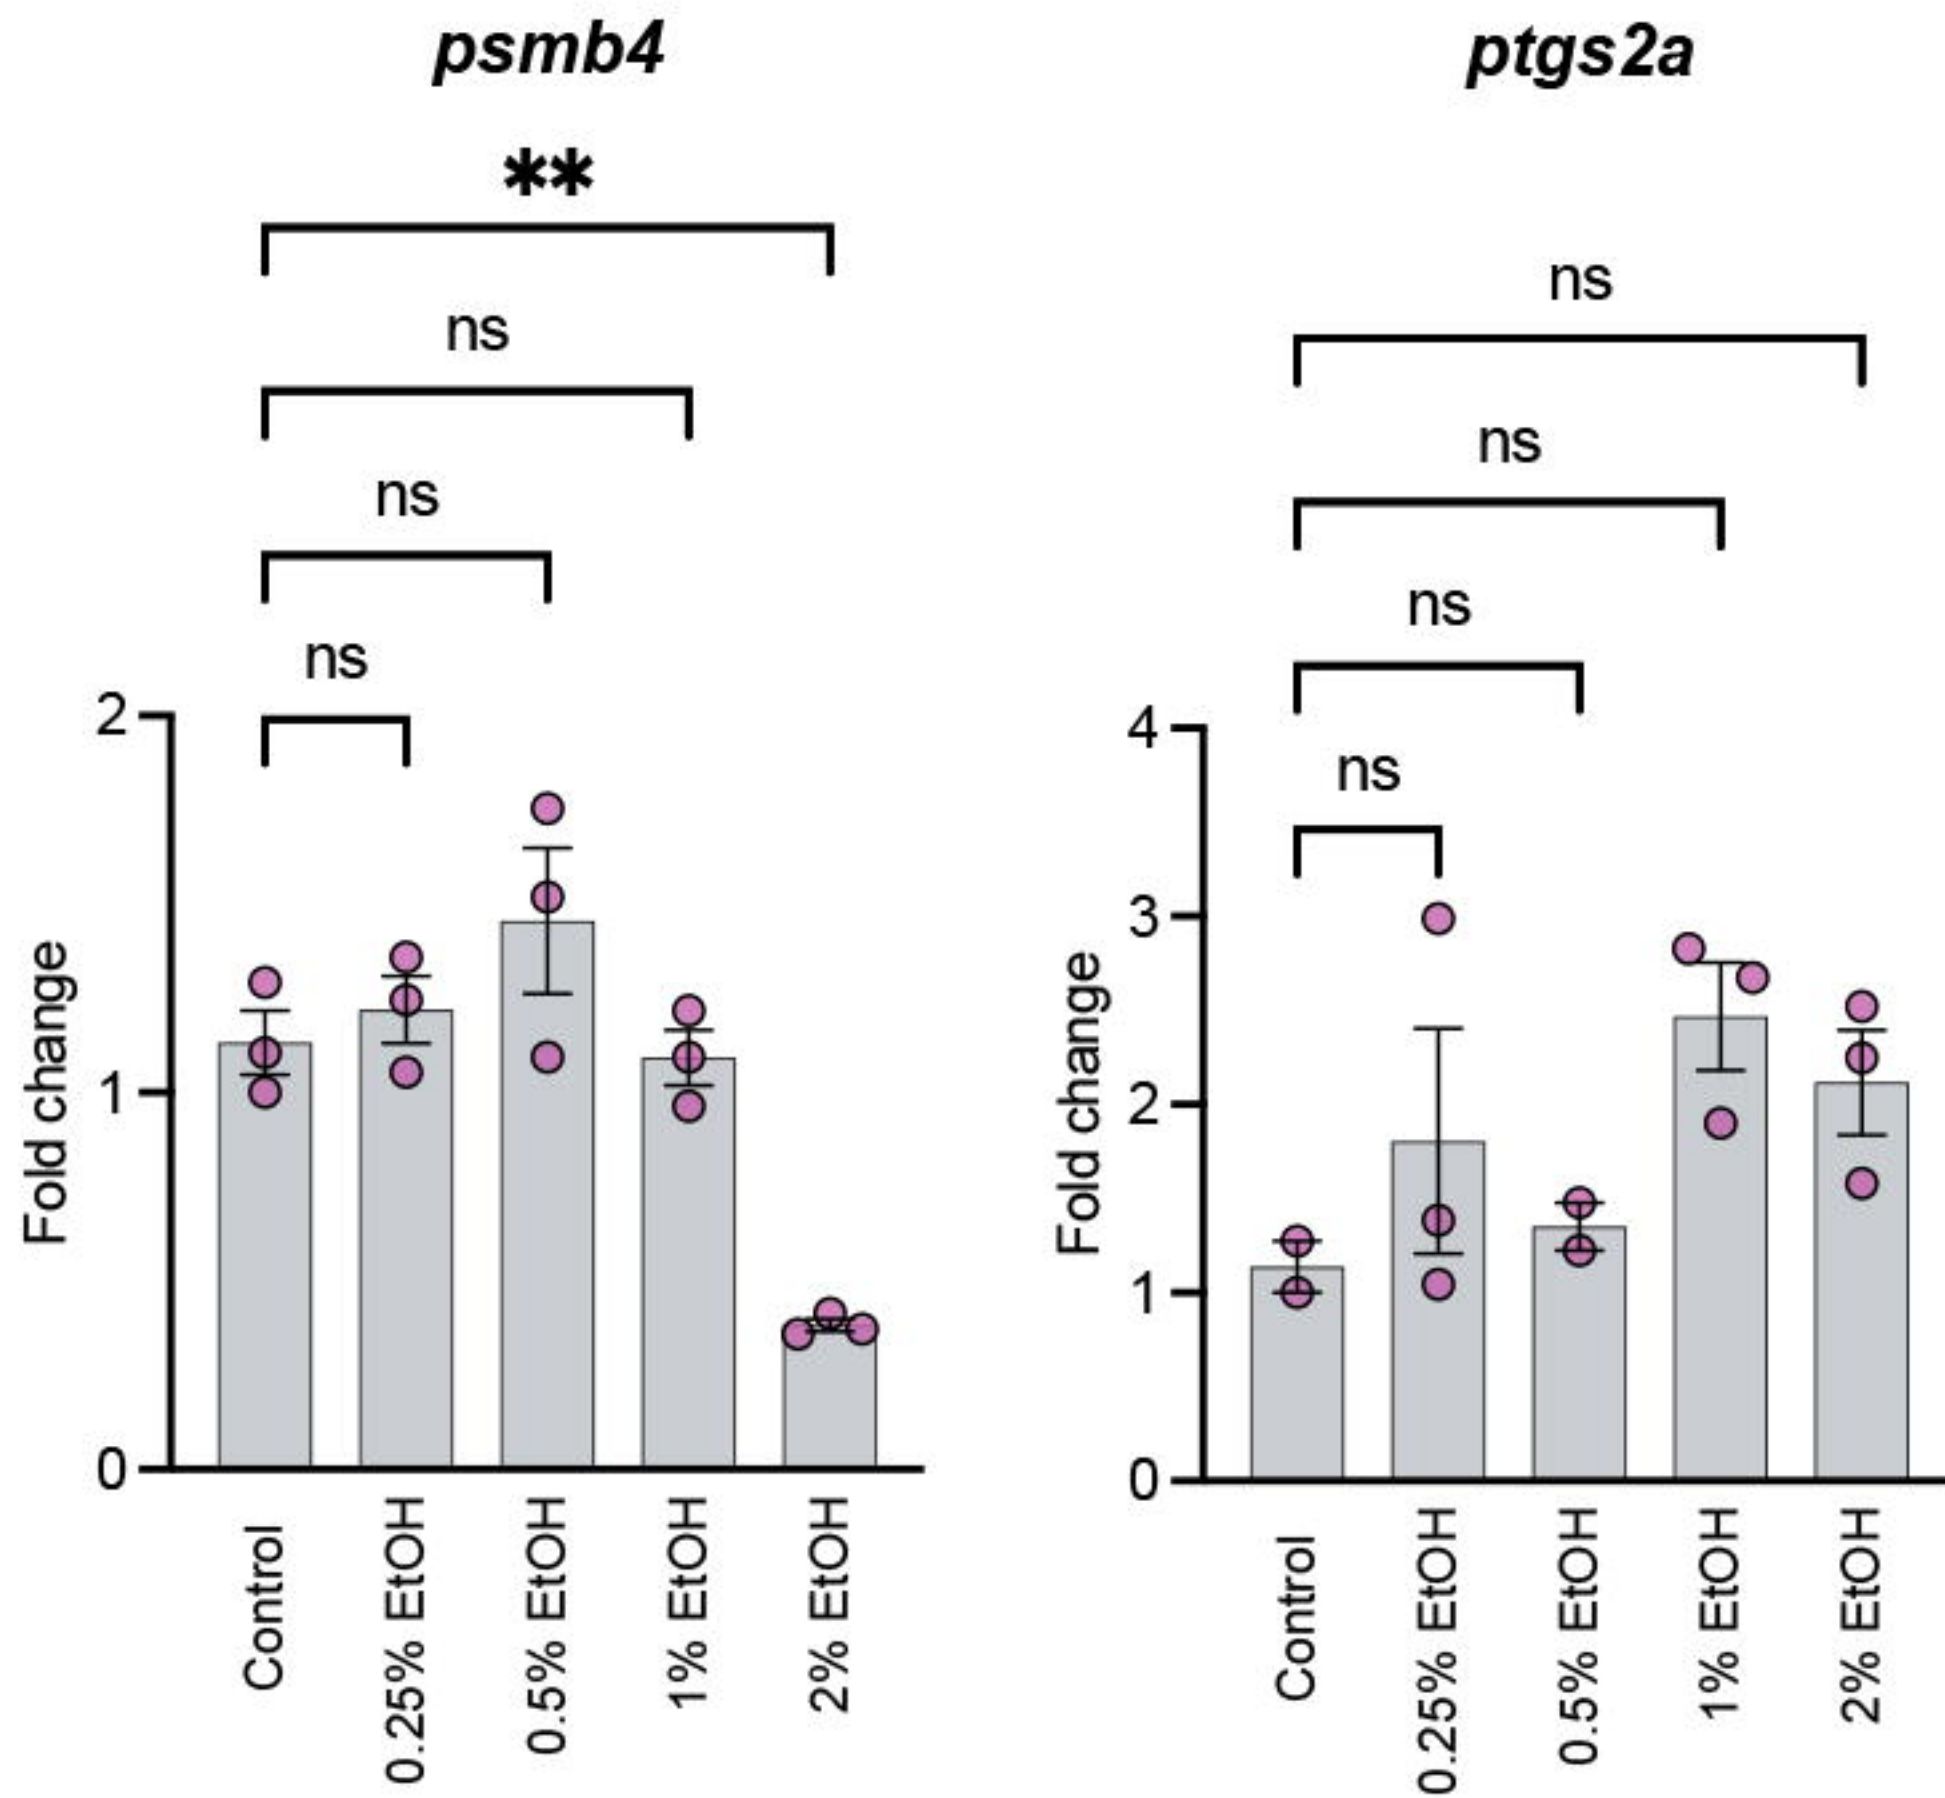 psmb4
**
ns
ns
ns
2
1
0
Fold change
Control
0.25% EtOH
0.5% EtOH
1% EtOH
2% EtOH
ptgs2a
ns
ns
ns
ns
4
3
2
1
0
Fold change
Control
0.25% EtOH
0.5% EtOH
1% EtOH
2% EtOH